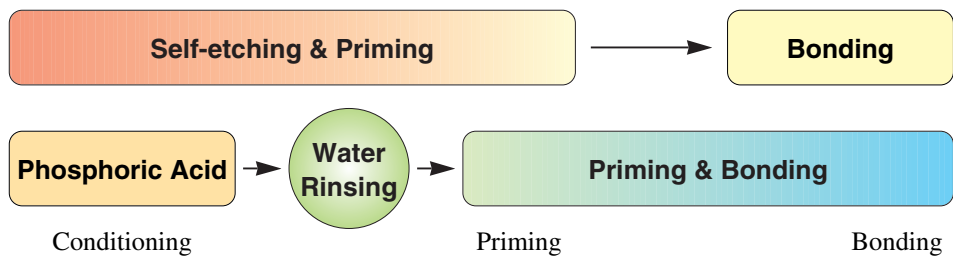 Self-etching & Priming
Bonding
Phosphoric Acid
Water
Rinsing
Priming & Bonding
Conditioning
Priming
Bonding